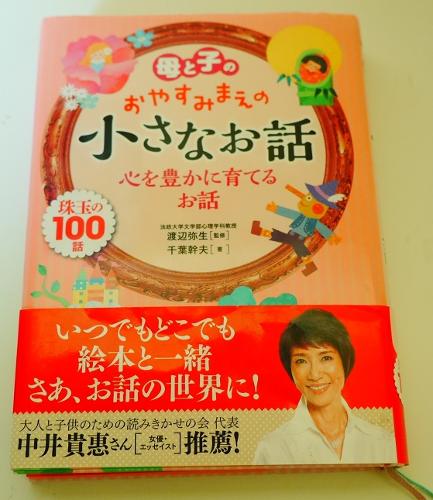 母と子の
おやすみまえの
小さなお話
心を豊かに育てる
お話
珠玉の
100
話
法政大学文学部心理学科教授
渡辺弥生[監修]
千葉幹夫[著]
いつでもどこでも
絵本と一緒
さあ、お話の世界に!
大人と子供のための読みきかせの会 代表
中井貴惠さん[女優・エッセイスト]推薦!